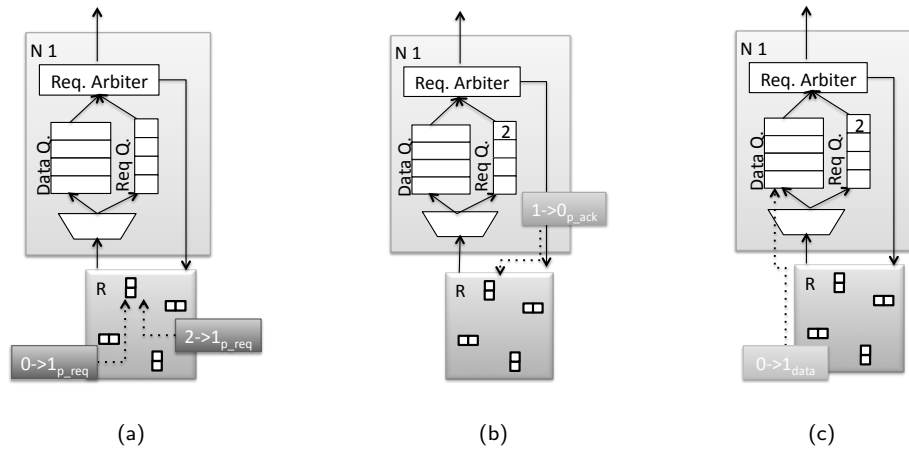 N 1
Req. Arbiter
Data Q.
Req Q.
R
0->1p_req
2->1p_req
(a)
N 1
Req. Arbiter
2
Data Q.
Req Q.
1->0p_ack
R
(b)
N 1
Req. Arbiter
2
Data Q.
Req Q.
R
0->1data
(c)